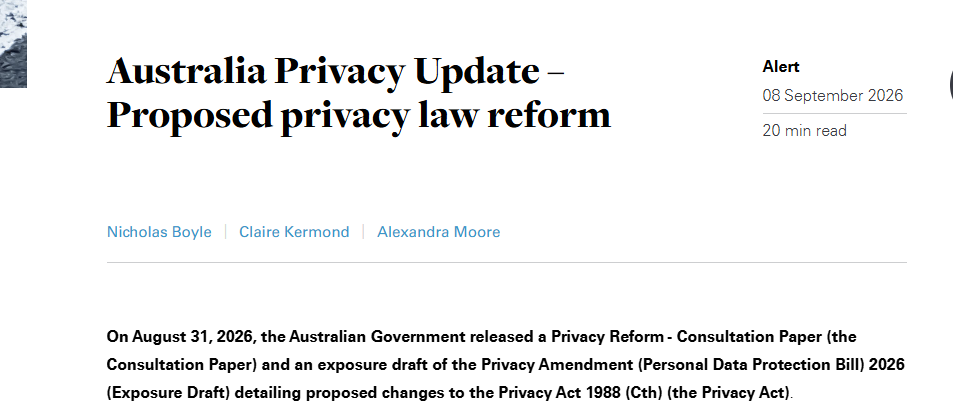 Australia Privacy Update –
Proposed privacy law reform
Alert
08 September 2026
20 min read
Nicholas Boyle | Claire Kermond | Alexandra Moore
On August 31, 2026, the Australian Government released a Privacy Reform - Consultation Paper (the
Consultation Paper) and an exposure draft of the Privacy Amendment (Personal Data Protection Bill) 2026
(Exposure Draft) detailing proposed changes to the Privacy Act 1988 (Cth) (the Privacy Act).